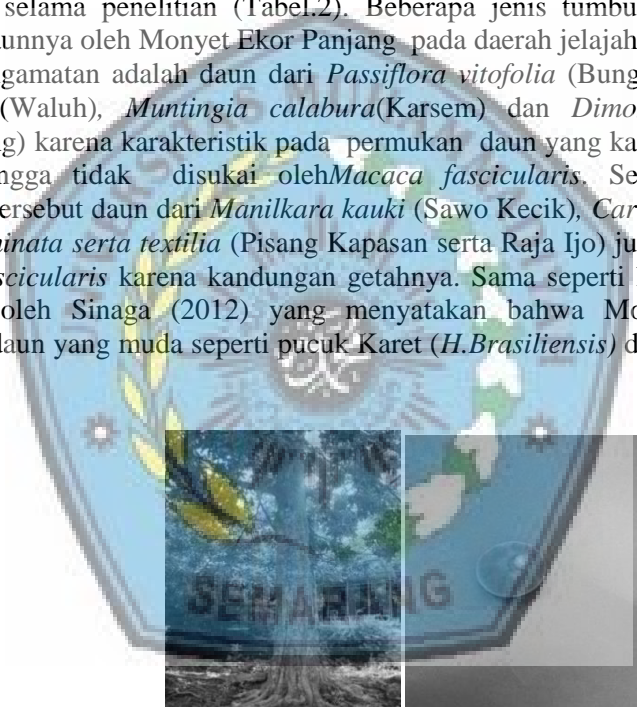 selama penelitian (Tabel.2). Beberapa jenis tumbu
unnya oleh Monyet Ekor Panjang pada daerah jelajah
gamatan adalah daun dari Passiflora vitofolia (Bung
(Waluh), Muntingia calabura(Karsem) dan Dimo
g) karena karakteristik pada permukan daun yang ka
ngga tidak disukai olehMacaca fascicularis. Se
ersebut daun dari Manilkara kauki (Sawo Kecik), Car
inata serta textilia (Pisang Kapasan serta Raja Ijo) ju
scicularis karena kandungan getahnya. Sama seperti
oleh Sinaga (2012) yang menyatakan bahwa Mo
daun yang muda seperti pucuk Karet (H.Brasiliensis) d
SEMARANG